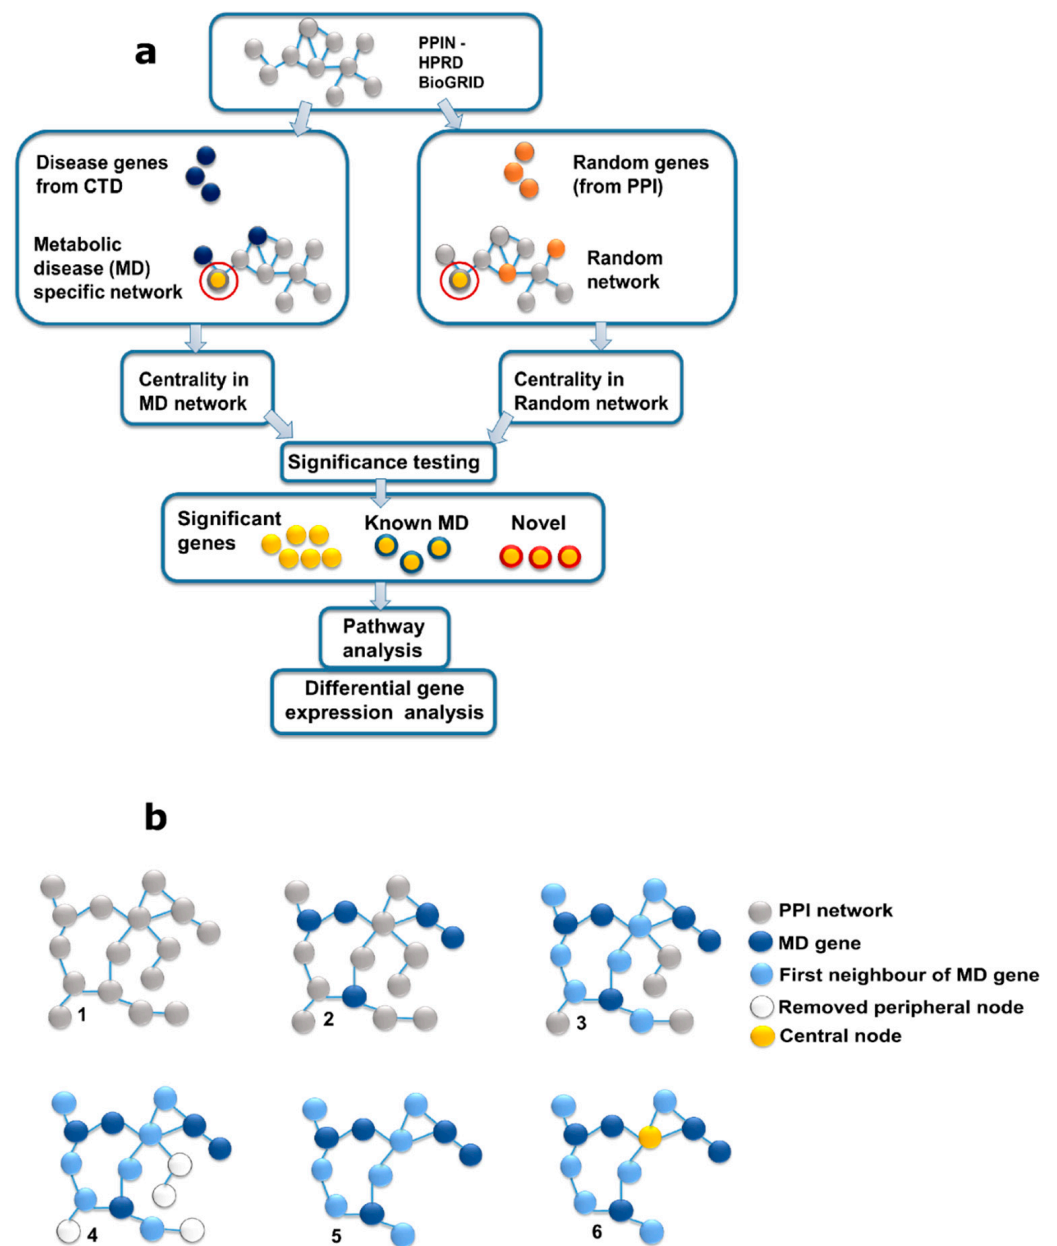 a
PPIN -
HPRD
BioGRID
Disease genes
from CTD
Metabolic
disease (MD)
specific network
Random genes
(from PPI)
Random
network
Centrality in
MD network
Centrality in
Random network
Significance testing
Significant
genes
Known MD
Novel
Pathway
analysis
Differential gene
expression analysis
b
1
2
3
PPI network
MD gene
First neighbour of MD gene
Removed peripheral node
Central node
4
5
6